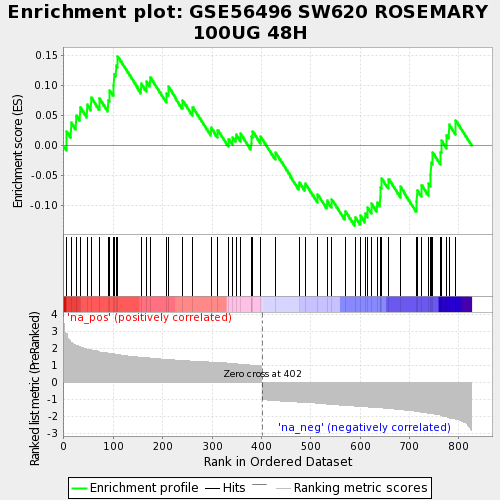 Enrichment plot: GSE56496 SW620 ROSEMARY
100UG 48H
Enrichment score (ES)
0.15
0.10
0.05
0.00
-0.05
-0.10
'na_pos' (positively correlated)
Ranked list metric (PreRanked)
4
3
2
1
0
-1
-2
-3
Zero cross at 402
'na_neg' (negatively correlated)
0 100 200 300 400 500 600 700 800
Rank in Ordered Dataset
Enrichment profile Hits Ranking metric scores